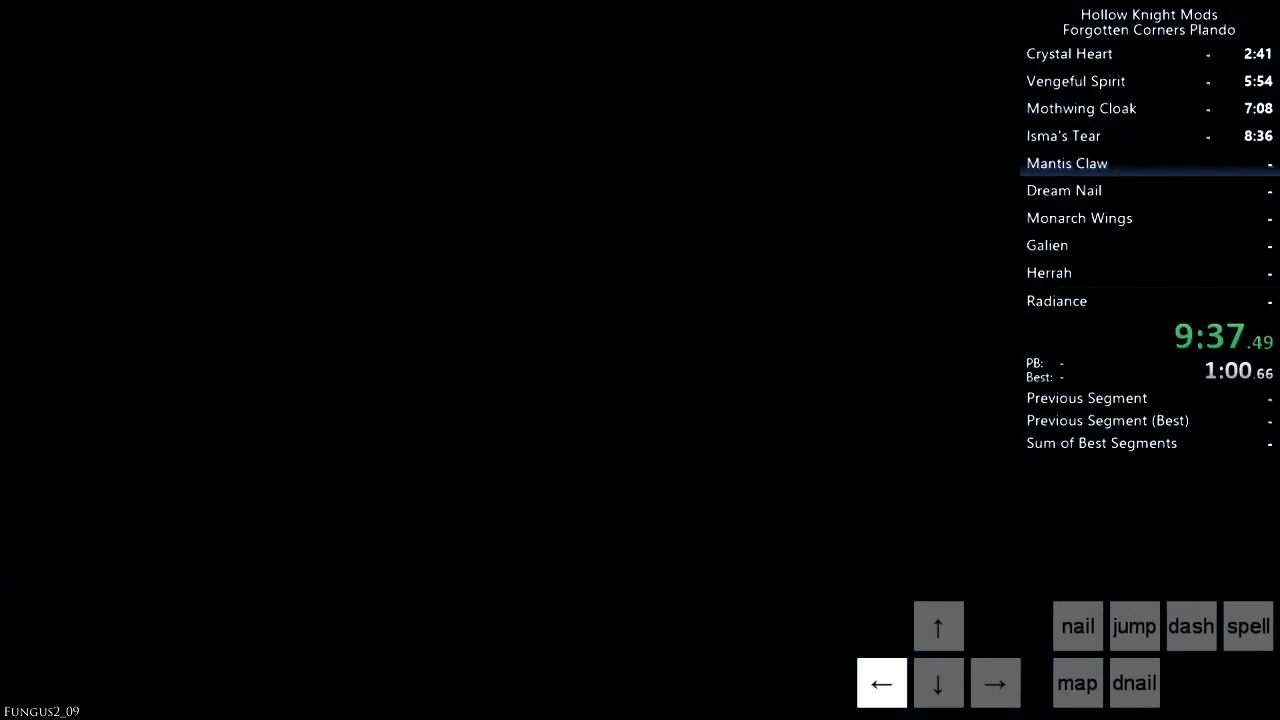 Hollow Knight Mods
Forgotten Corners Plando
Crystal Heart - 2:41
Vengeful Spirit - 5:54
Mothwing Cloak - 7:08
Isma's Tear - 8:36
Mantis Claw -
Dream Nail -
Monarch Wings -
Galien -
Herrah -
Radiance -
9:37.49
PB: -
Best: -
1:00.66
Previous Segment -
Previous Segment (Best) -
Sum of Best Segments -
↑ nail jump dash spell
← ↓ → map dnail
Fungus2_09